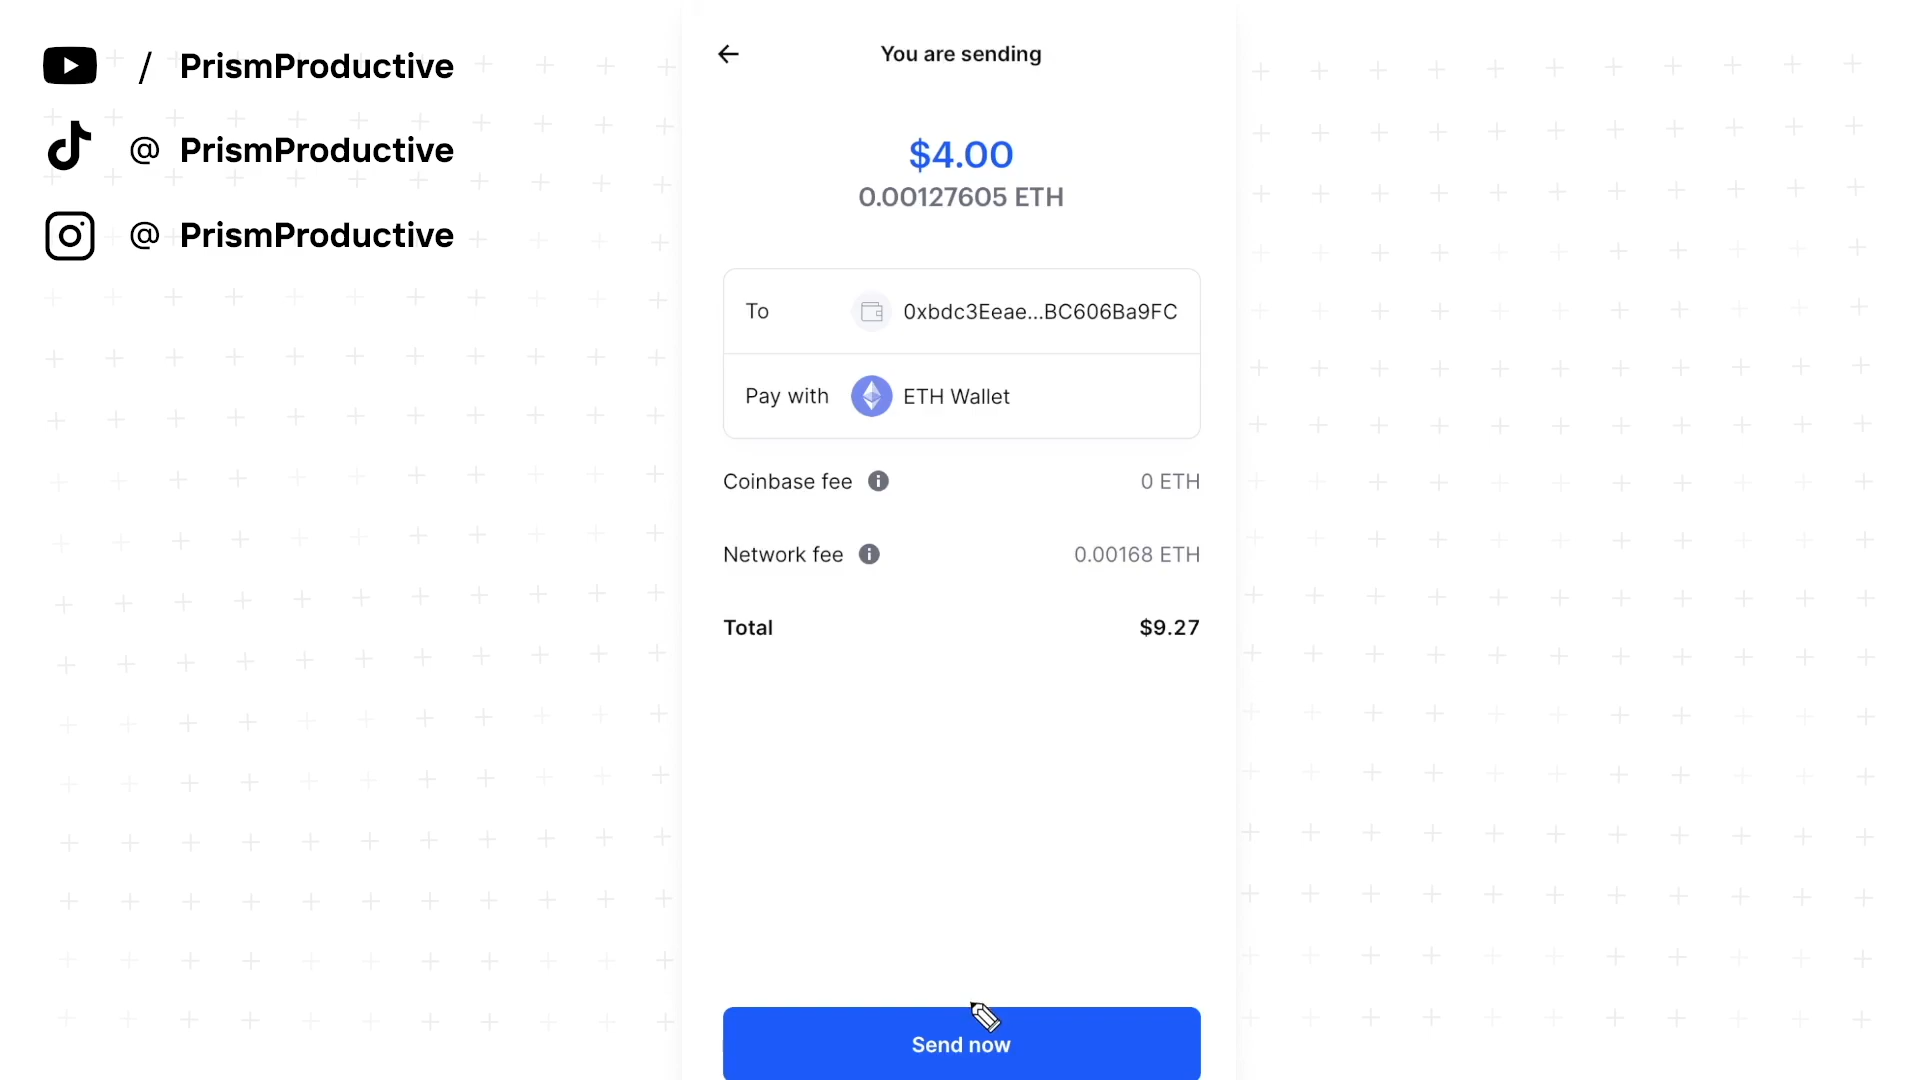 / PrismProductive
@ PrismProductive
@ PrismProductive
You are sending
$4.00
0.00127605 ETH
To 0xbdc3Eeae...BC606Ba9FC
Pay with ETH Wallet
Coinbase fee 0 ETH
Network fee 0.00168 ETH
Total $9.27
Send now